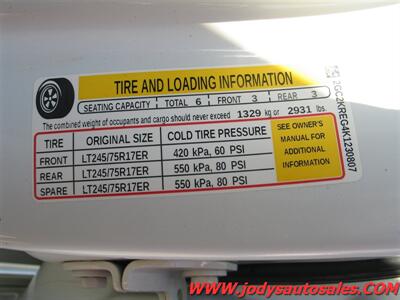 TIRE AND LOADING INFORMATION
SEATING CAPACITY TOTAL 6 FRONT 3 REAR 3
The combined weight of occupants and cargo should never exceed 1329 kg or 2931 lbs.
TIRE ORIGINAL SIZE COLD TIRE PRESSURE
FRONT LT245/75R17ER 420 kPa, 60 PSI
REAR LT245/75R17ER 550 kPa, 80 PSI
SPARE LT245/75R17ER 550 kPa, 80 PSI
SEE OWNER'S
MANUAL FOR
ADDITIONAL
INFORMATION
2GC2KREG4K1230807
www.jodysautosales.com